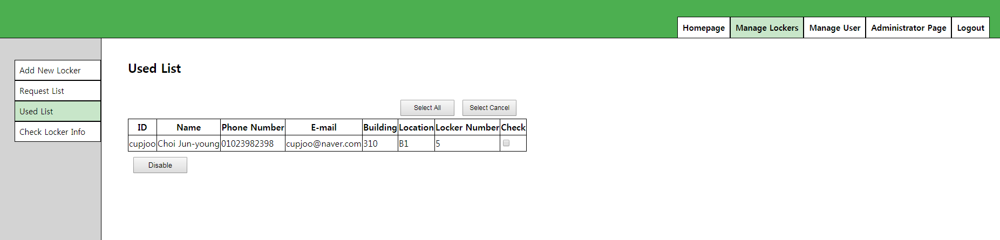 Homepage Manage Lockers Manage User Administrator Page Logout
Add New Locker
Request List
Used List
Check Locker Info
Used List
Select All Select Cancel
ID Name Phone Number E-mail Building Location Locker Number Check
cupjoo Choi Jun-young 01023982398 cupjoo@naver.com 310 B1 5
Disable